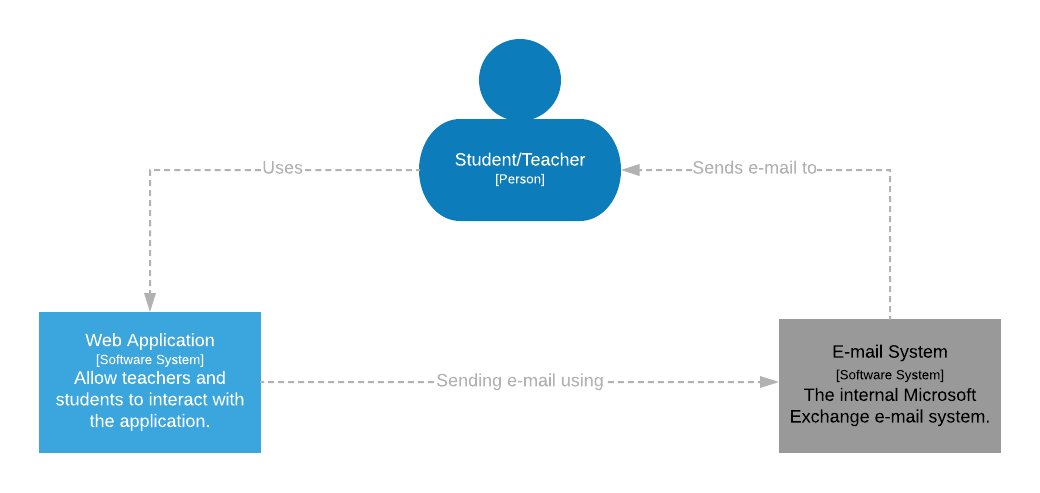 Student/Teacher
[Person]
Uses
Sends e-mail to
Web Application
[Software System]
Allow teachers and
students to interact with
the application.
Sending e-mail using
E-mail System
[Software System]
The internal Microsoft
Exchange e-mail system.